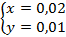 x = 0,02
y = 0,01